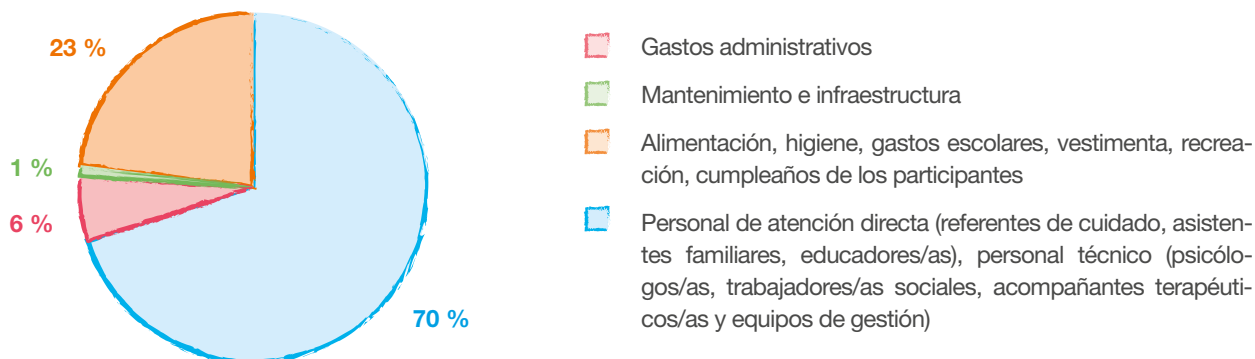 23 %
1 %
6 %
70 %
Gastos administrativos
Mantenimiento e infraestructura
Alimentación, higiene, gastos escolares, vestimenta, recrea-
ción, cumpleaños de los participantes
Personal de atención directa (referentes de cuidado, asisten-
tes familiares, educadores/as), personal técnico (psicólo-
gos/as, trabajadores/as sociales, acompañantes terapéuti-
cos/as y equipos de gestión)